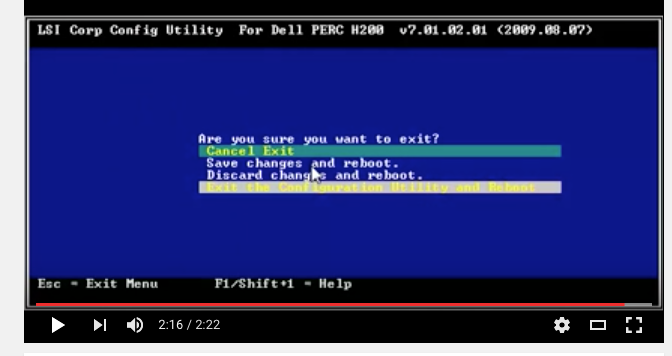 LSI Corp Config Utility For Dell PERC H200 v7.01.02.01 (2009.08.07)
Are you sure you want to exit?
Cancel Exit
Save changes and reboot.
Discard changes and reboot.
Exit the Configuration Utility and Reboot
Esc = Exit Menu F1/Shift+1 = Help
2:16 / 2:22